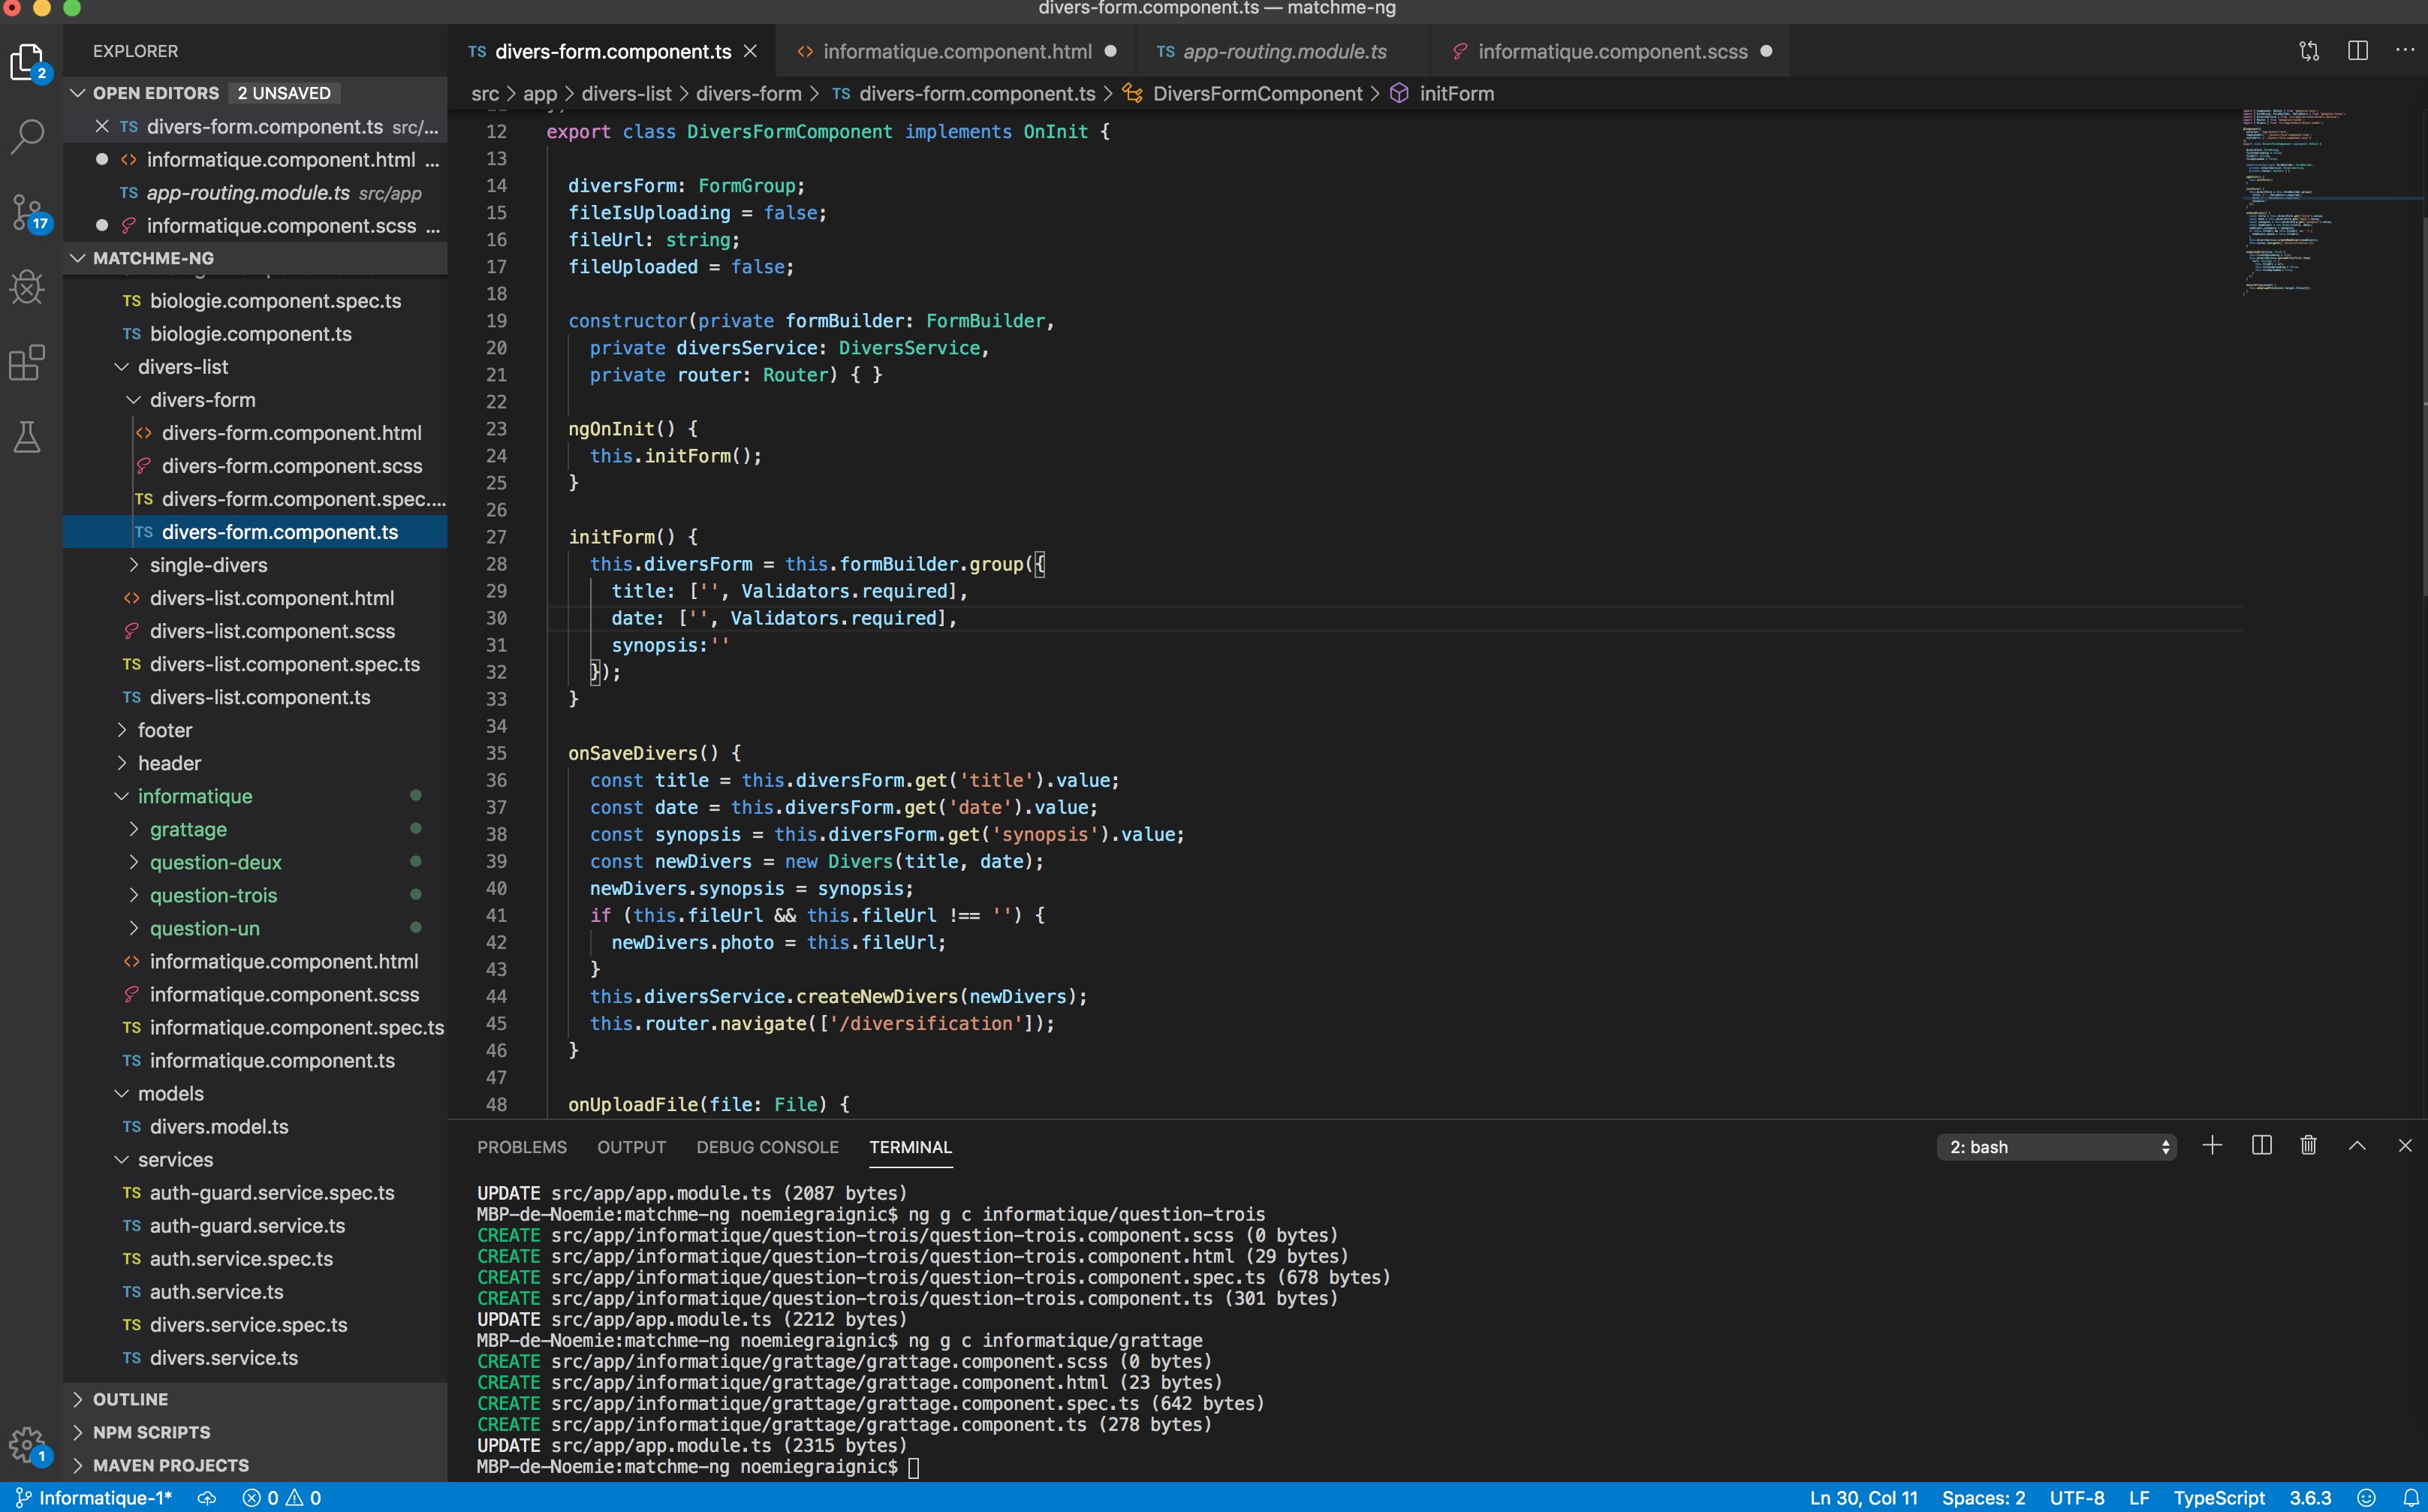 divers-form.component.ts — matchme-ng
EXPLORER
TS divers-form.component.ts
informatique.component.html
TS app-routing.module.ts
informatique.component.scss
src > app > divers-list > divers-form > TS divers-form.component.ts > DiversFormComponent > initForm
2
17
1
OPEN EDITORS 2 UNSAVED
TS divers-form.component.ts src/...
informatique.component.html ...
TS app-routing.module.ts src/app
informatique.component.scss ...
MATCHME-NG
TS biologie.component.spec.ts
TS biologie.component.ts
divers-list
divers-form
divers-form.component.html
divers-form.component.scss
TS divers-form.component.spec....
TS divers-form.component.ts
single-divers
divers-list.component.html
divers-list.component.scss
TS divers-list.component.spec.ts
TS divers-list.component.ts
footer
header
informatique
grattage
question-deux
question-trois
question-un
informatique.component.html
informatique.component.scss
TS informatique.component.spec.ts
TS informatique.component.ts
models
TS divers.model.ts
services
TS auth-guard.service.spec.ts
TS auth-guard.service.ts
TS auth.service.spec.ts
TS auth.service.ts
TS divers.service.spec.ts
TS divers.service.ts
OUTLINE
NPM SCRIPTS
MAVEN PROJECTS
12 export class DiversFormComponent implements OnInit {
13
14 diversForm: FormGroup;
15 fileIsUploading = false;
16 fileUrl: string;
17 fileUploaded = false;
18
19 constructor(private formBuilder: FormBuilder,
20 private diversService: DiversService,
21 private router: Router) { }
22
23 ngOnInit() {
24 this.initForm();
25 }
26
27 initForm() {
28 this.diversForm = this.formBuilder.group({
29 title: ['', Validators.required],
30 date: ['', Validators.required],
31 synopsis:''
32 });
33 }
34
35 onSaveDivers() {
36 const title = this.diversForm.get('title').value;
37 const date = this.diversForm.get('date').value;
38 const synopsis = this.diversForm.get('synopsis').value;
39 const newDivers = new Divers(title, date);
40 newDivers.synopsis = synopsis;
41 if (this.fileUrl && this.fileUrl !== '') {
42 newDivers.photo = this.fileUrl;
43 }
44 this.diversService.createNewDivers(newDivers);
45 this.router.navigate(['/diversification']);
46 }
47
48 onUploadFile(file: File) {
PROBLEMS OUTPUT DEBUG CONSOLE TERMINAL
2: bash
UPDATE src/app/app.module.ts (2087 bytes)
MBP-de-Noemie:matchme-ng noemiegraignic$ ng g c informatique/question-trois
CREATE src/app/informatique/question-trois/question-trois.component.scss (0 bytes)
CREATE src/app/informatique/question-trois/question-trois.component.html (29 bytes)
CREATE src/app/informatique/question-trois/question-trois.component.spec.ts (678 bytes)
CREATE src/app/informatique/question-trois/question-trois.component.ts (301 bytes)
UPDATE src/app/app.module.ts (2212 bytes)
MBP-de-Noemie:matchme-ng noemiegraignic$ ng g c informatique/grattage
CREATE src/app/informatique/grattage/grattage.component.scss (0 bytes)
CREATE src/app/informatique/grattage/grattage.component.html (23 bytes)
CREATE src/app/informatique/grattage/grattage.component.spec.ts (642 bytes)
CREATE src/app/informatique/grattage/grattage.component.ts (278 bytes)
UPDATE src/app/app.module.ts (2315 bytes)
MBP-de-Noemie:matchme-ng noemiegraignic$
Informatique-1* 0 0
Ln 30, Col 11 Spaces: 2 UTF-8 LF TypeScript 3.6.3